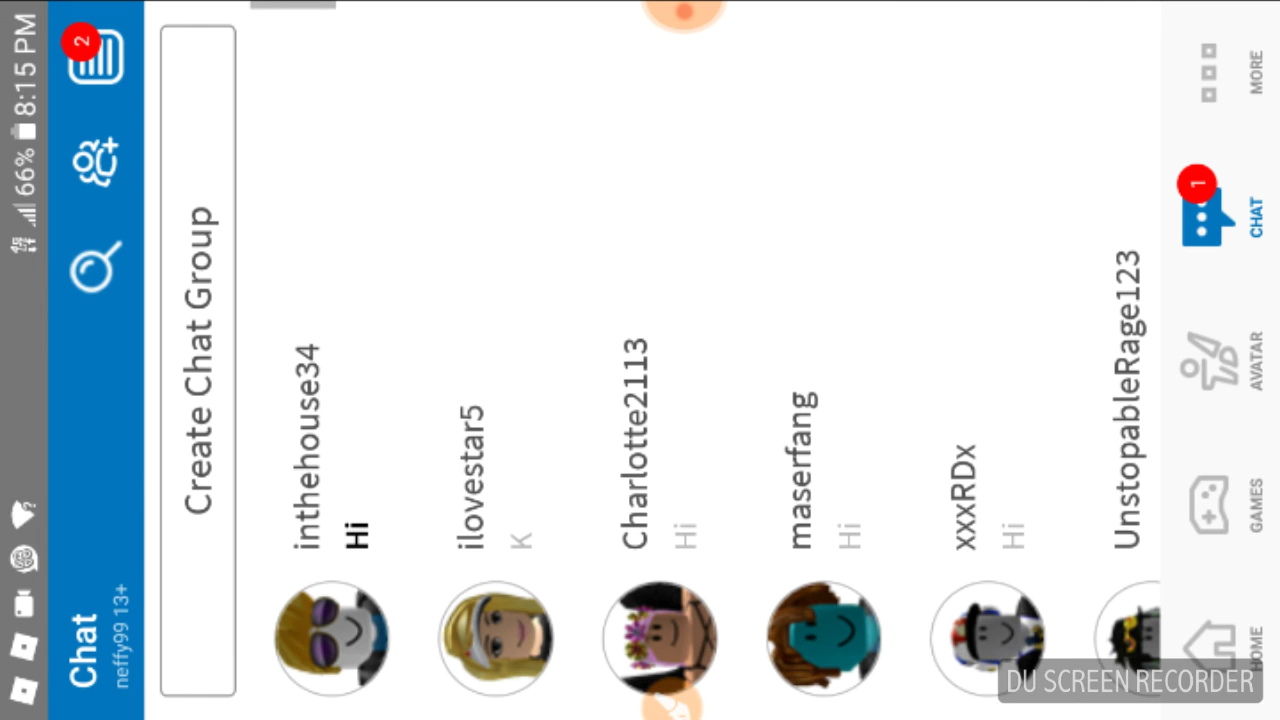 4G 66% 8:15 PM
Chat
neffy99 13+
2
Create Chat Group
inthehouse34
Hi
ilovestar5
K
Charlotte2113
Hi
maserfang
Hi
xxxRDx
Hi
UnstopableRage123
HOME
GAMES
AVATAR
1
CHAT
MORE
DU SCREEN RECORDER